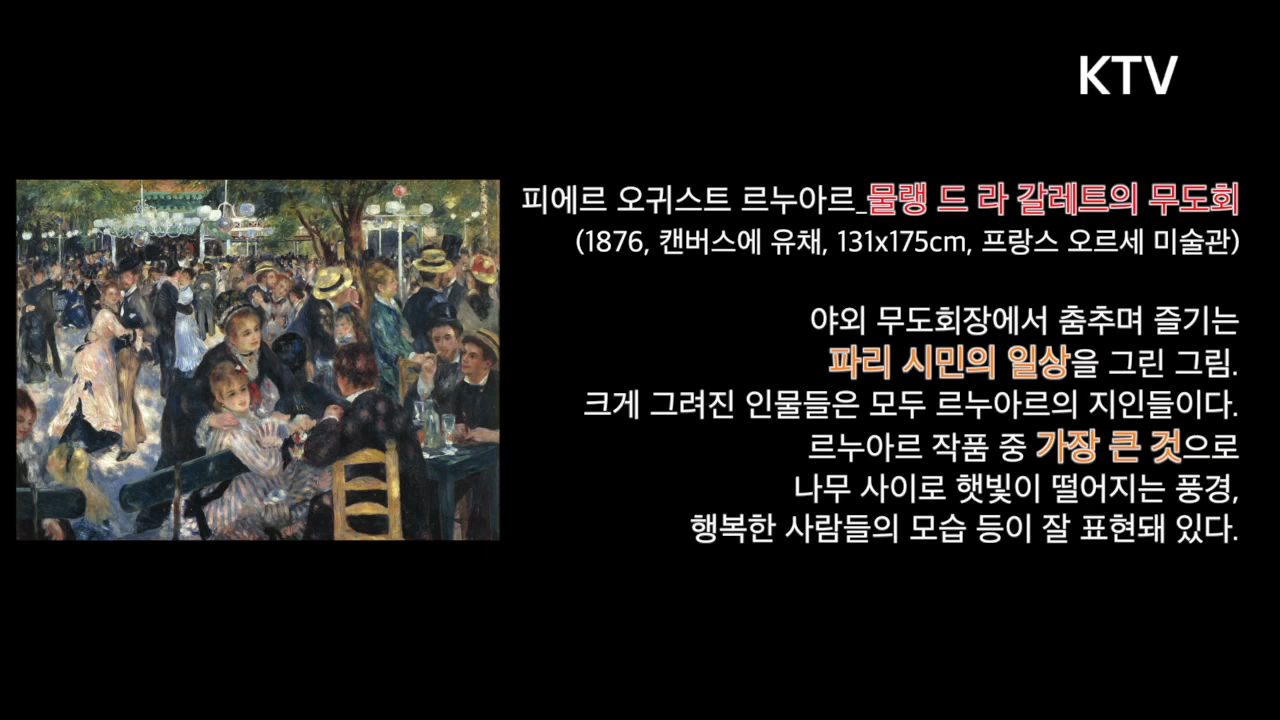 KTV
피에르 오귀스트 르누아르_물랭 드 라 갈레트의 무도회
(1876, 캔버스에 유채, 131x175cm, 프랑스 오르세 미술관)
야외 무도회장에서 춤추며 즐기는
파리 시민의 일상을 그린 그림.
크게 그려진 인물들은 모두 르누아르의 지인들이다.
르누아르 작품 중 가장 큰 것으로
나무 사이로 햇빛이 떨어지는 풍경,
행복한 사람들의 모습 등이 잘 표현돼 있다.